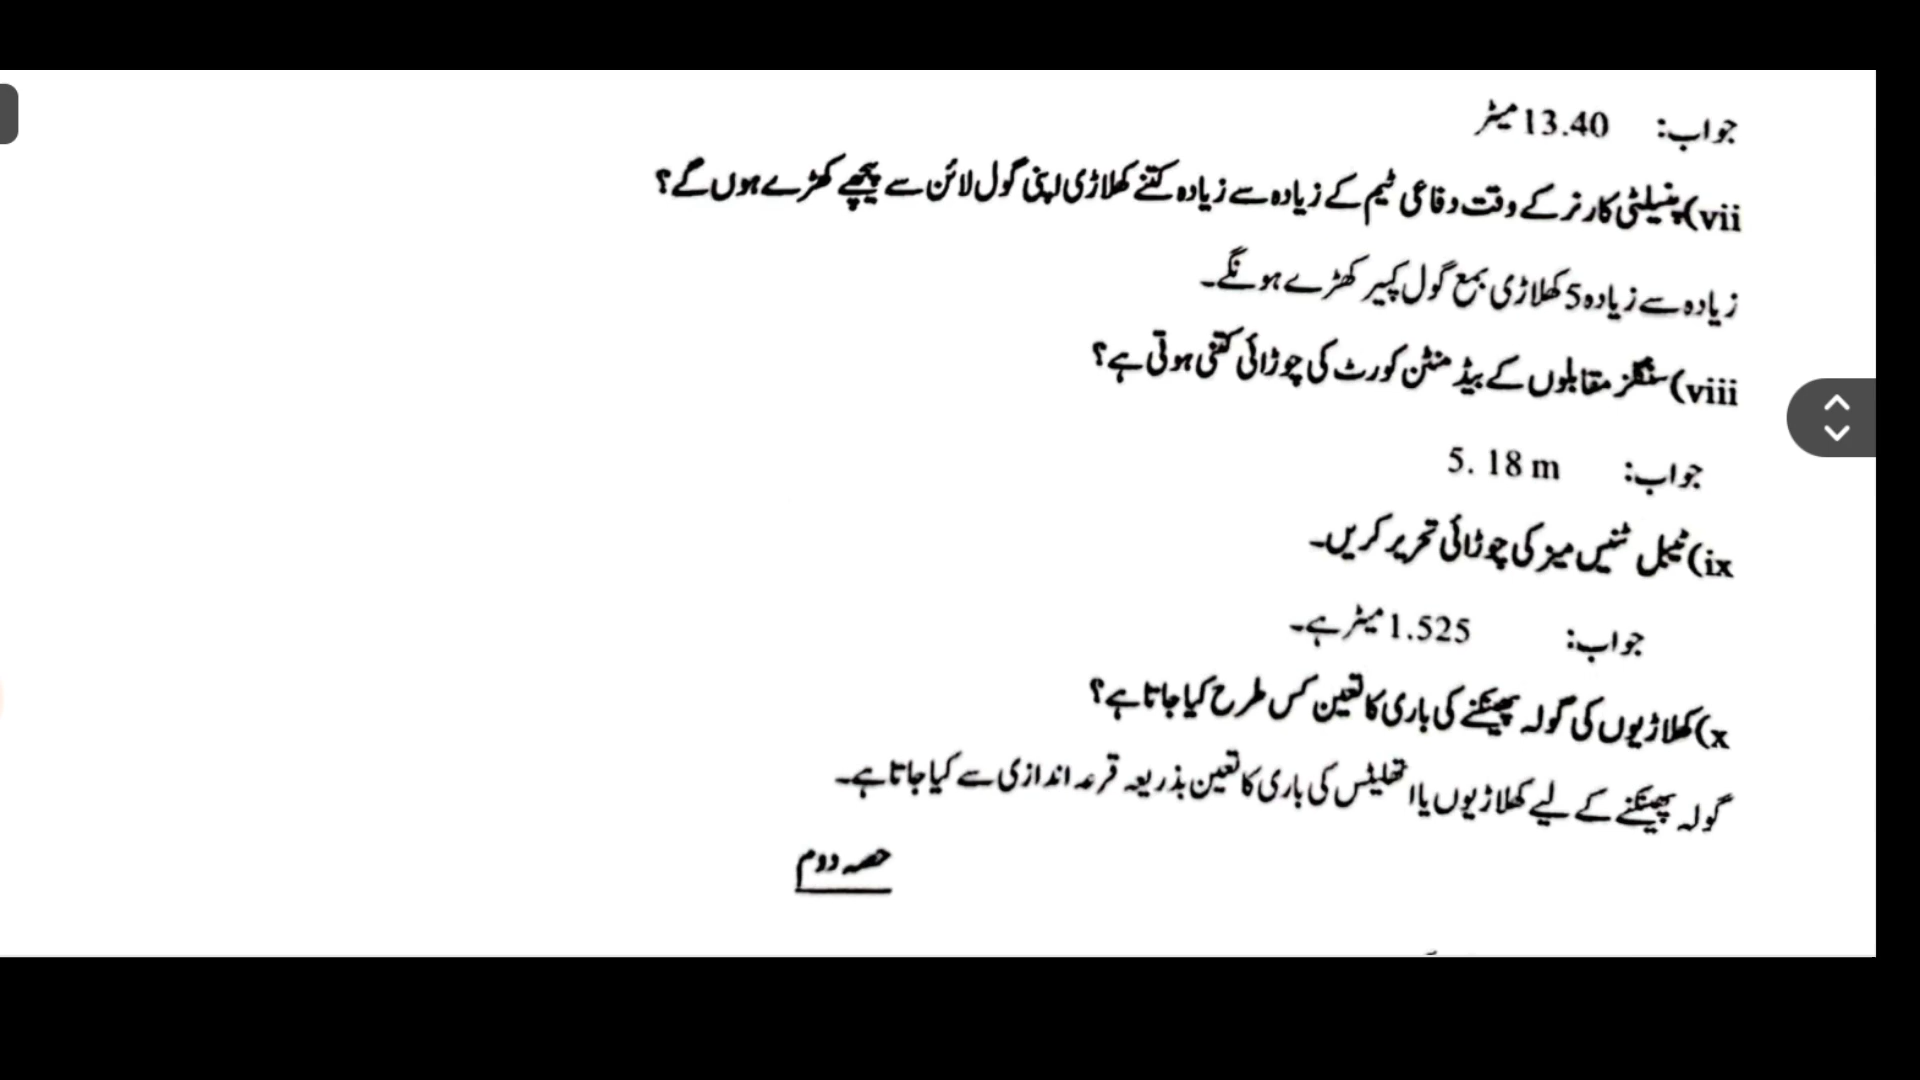 جواب: 13.40 میٹر
vii) پینلٹی کارنر کے وقت دفاعی ٹیم کے زیادہ سے زیادہ کتنے کھلاڑی اپنی گول لائن سے پیچھے کھڑے ہوں گے؟
زیادہ سے زیادہ 5 کھلاڑی بمع گول کیپر کھڑے ہونگے۔
viii) سنگلز مقابلوں کے بیڈ منٹن کورٹ کی چوڑائی کتنی ہوتی ہے؟
جواب: 5. 18 m
ix) ٹیبل ٹینس میز کی چوڑائی تحریر کریں۔
جواب: 1.525 میٹر ہے۔
x) کھلاڑیوں کی گولہ پھینکنے کی باری کا تعین کس طرح کیا جاتا ہے؟
گولہ پھینکنے کے لیے کھلاڑیوں یا اتھلیٹس کی باری کا تعین بذریعہ قرعہ اندازی سے کیا جاتا ہے۔
حصہ دوم